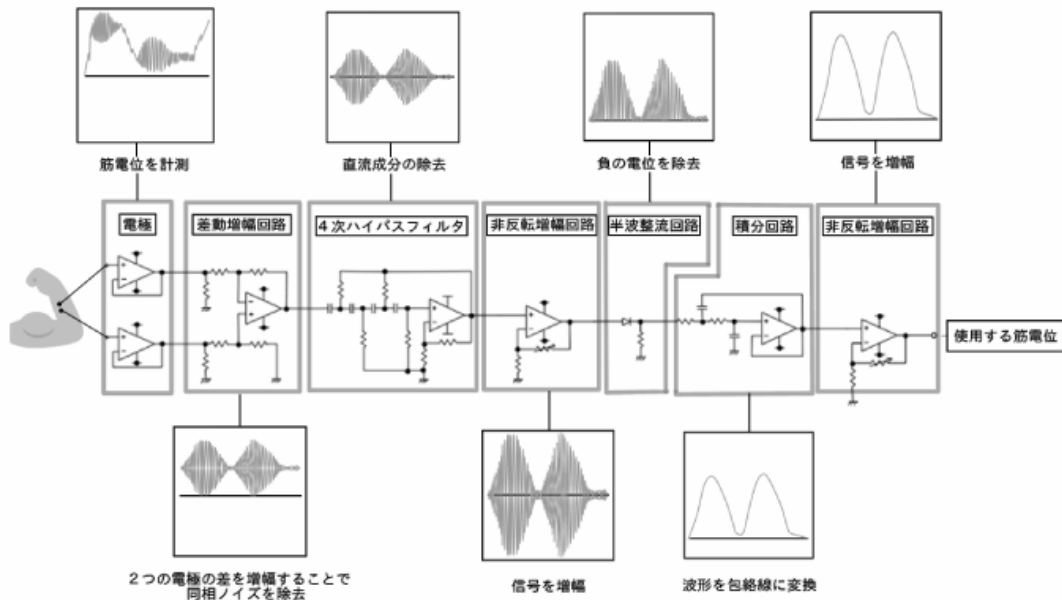 筋電位を計測
直流成分の除去
負の電位を除去
信号を増幅
電極
差動増幅回路
4次ハイパスフィルタ
非反転増幅回路
半波整流回路
積分回路
非反転増幅回路
使用する筋電位
2つの電極の差を増幅することで
同相ノイズを除去
信号を増幅
波形を包絡線に変換